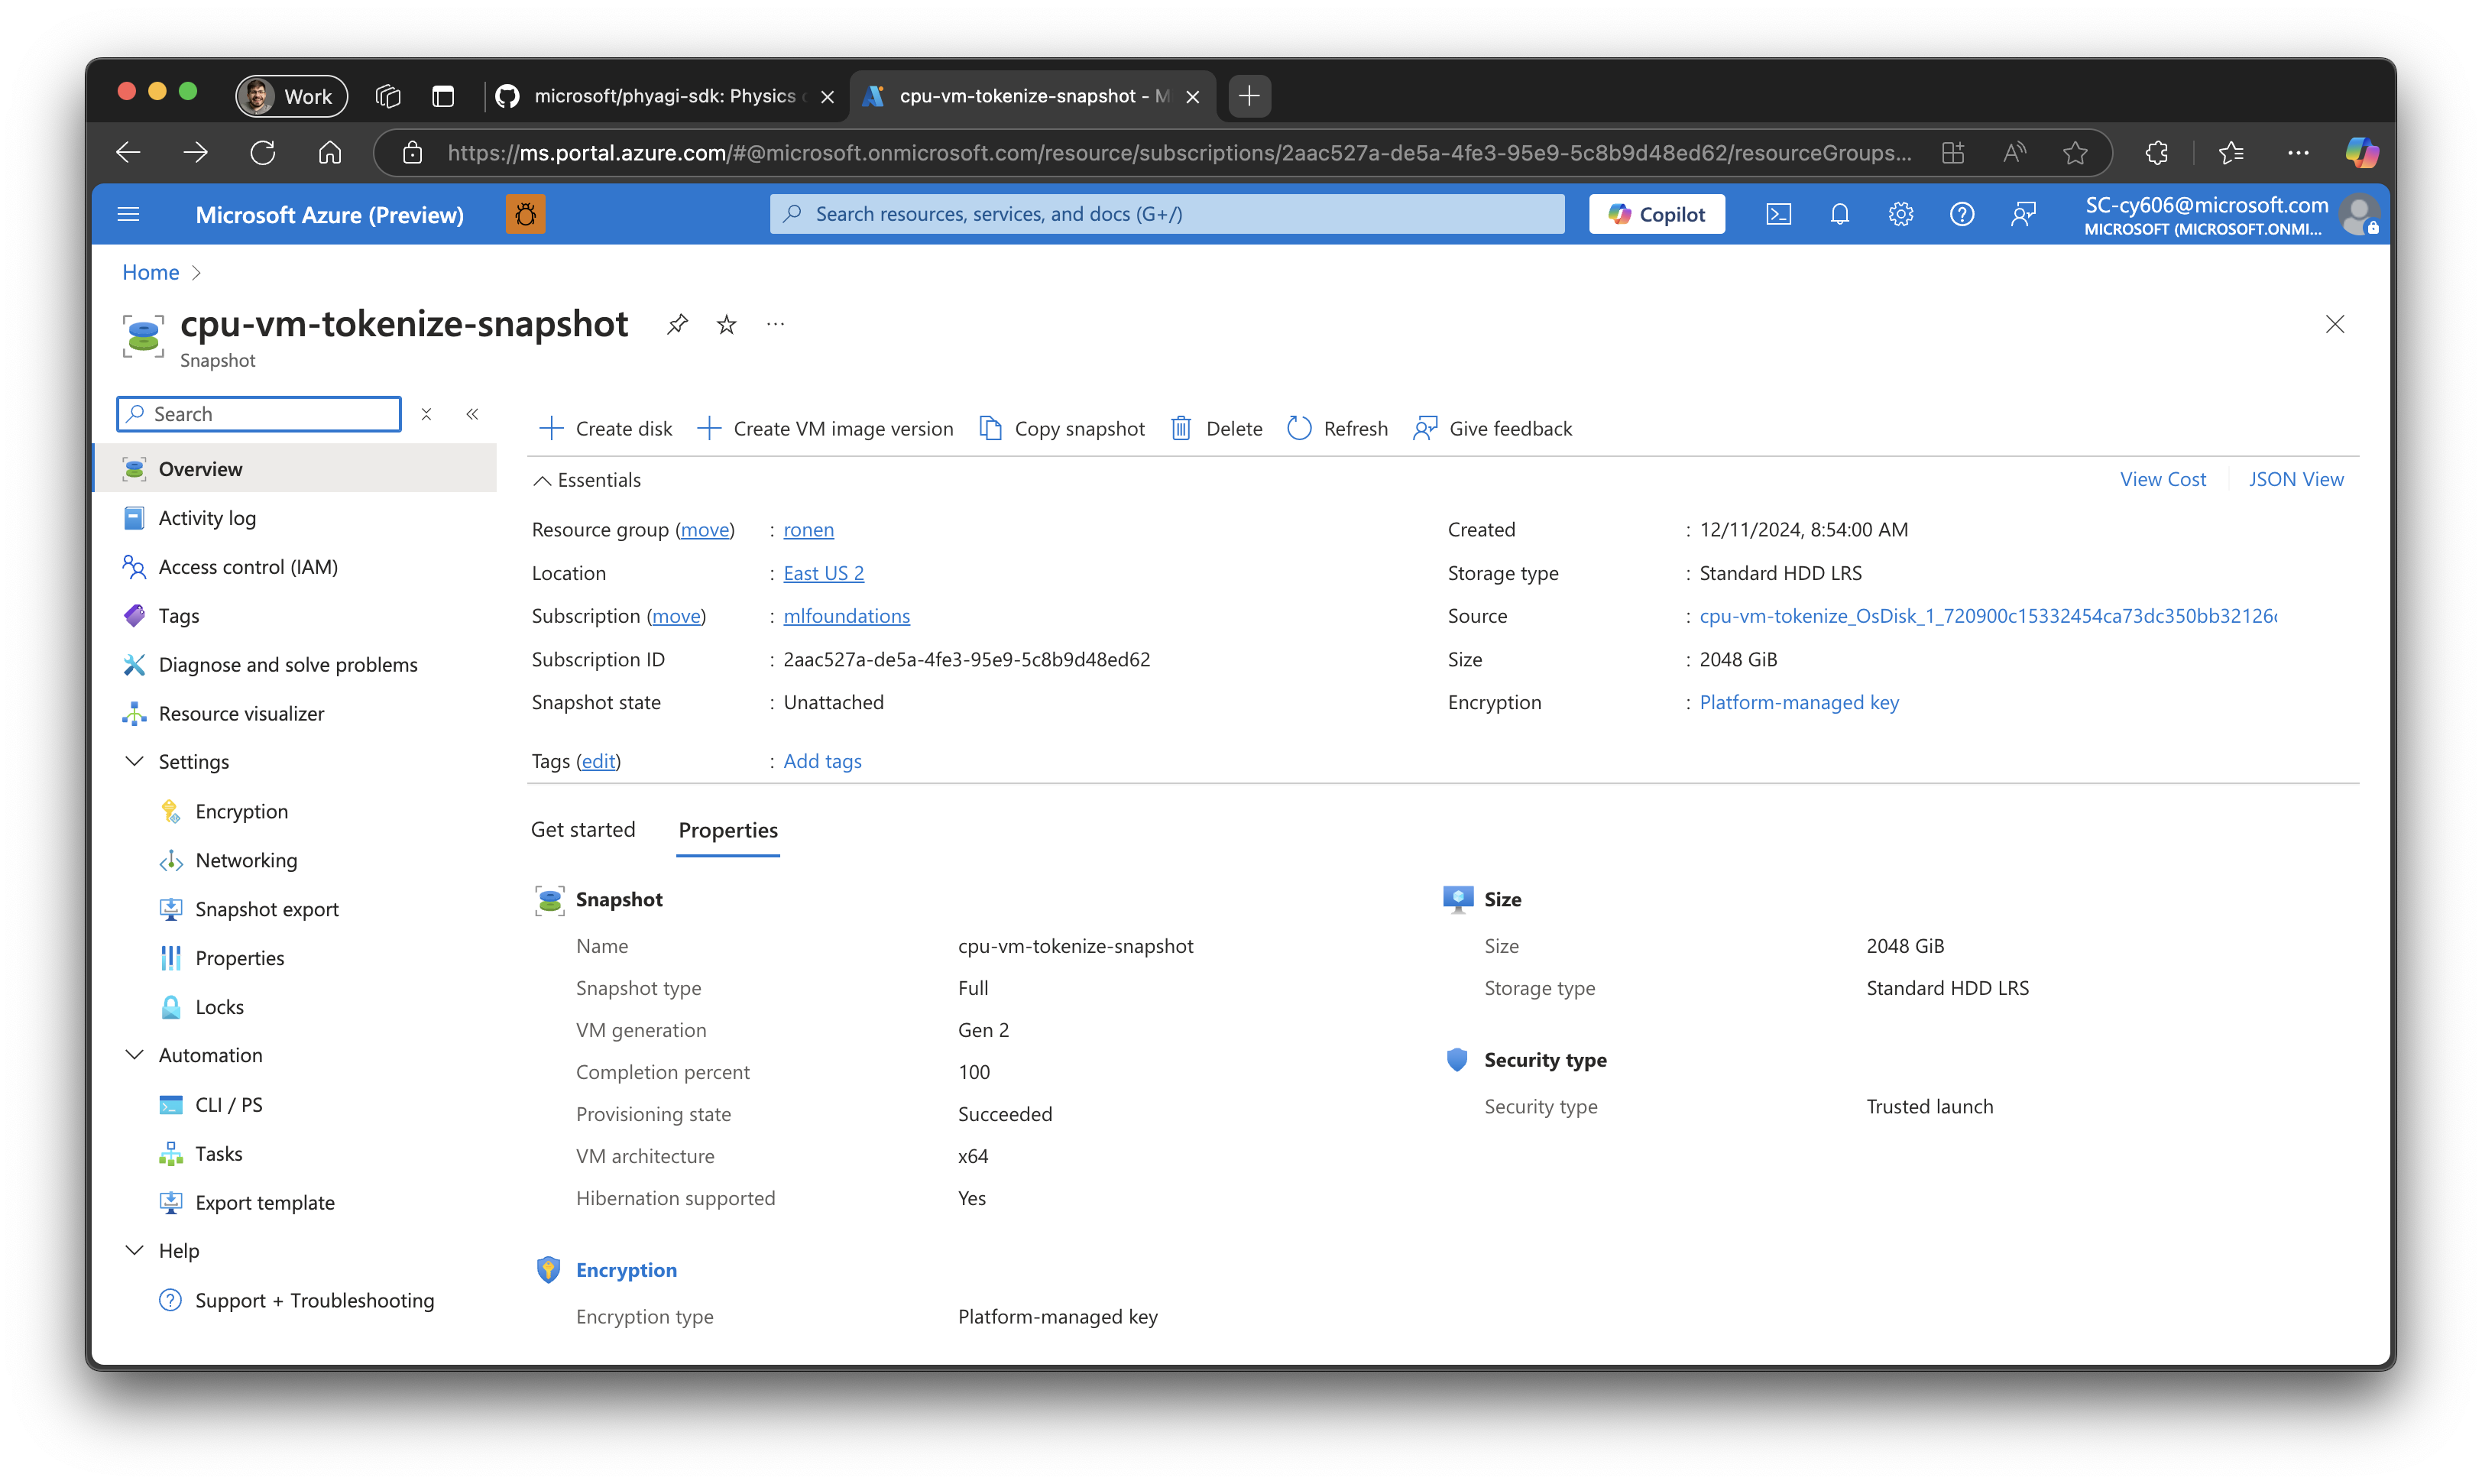 Work
microsoft/phyagi-sdk: Physics
cpu-vm-tokenize-snapshot - M
https://ms.portal.azure.com/#@microsoft.onmicrosoft.com/resource/subscriptions/2aac527a-de5a-4fe3-95e9-5c8b9d48ed62/resourceGroups...
Microsoft Azure (Preview)
Search resources, services, and docs (G+/)
Copilot
SC-cy606@microsoft.com
MICROSOFT (MICROSOFT.ONMI...
Home
cpu-vm-tokenize-snapshot
Snapshot
Search
Overview
Activity log
Access control (IAM)
Tags
Diagnose and solve problems
Resource visualizer
Settings
Encryption
Networking
Snapshot export
Properties
Locks
Automation
CLI / PS
Tasks
Export template
Help
Support + Troubleshooting
Create disk
Create VM image version
Copy snapshot
Delete
Refresh
Give feedback
Essentials
View Cost
JSON View
Resource group (move) : ronen
Location : East US 2
Subscription (move) : mlfoundations
Subscription ID : 2aac527a-de5a-4fe3-95e9-5c8b9d48ed62
Snapshot state : Unattached
Created : 12/11/2024, 8:54:00 AM
Storage type : Standard HDD LRS
Source : cpu-vm-tokenize_OsDisk_1_720900c15332454ca73dc350bb32126
Size : 2048 GiB
Encryption : Platform-managed key
Tags (edit) : Add tags
Get started
Properties
Snapshot
Name cpu-vm-tokenize-snapshot
Snapshot type Full
VM generation Gen 2
Completion percent 100
Provisioning state Succeeded
VM architecture x64
Hibernation supported Yes
Encryption
Encryption type Platform-managed key
Size
Size 2048 GiB
Storage type Standard HDD LRS
Security type
Security type Trusted launch